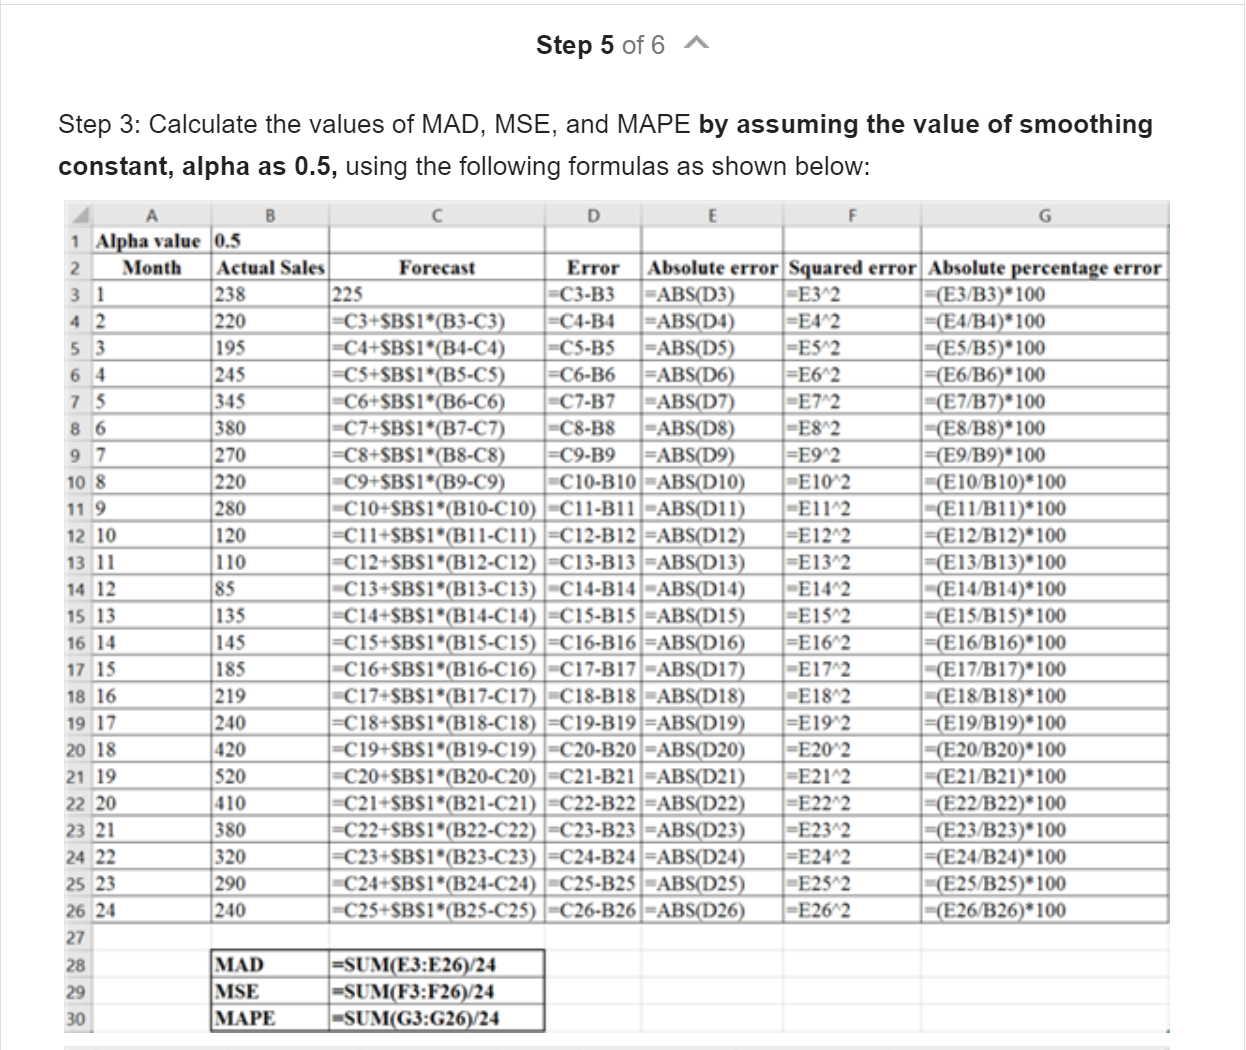 Step 5 of 6
Step 3: Calculate the values of MAD, MSE, and MAPE by assuming the value of smoothing
constant, alpha as 0.5, using the following formulas as shown below:
A B C D E F G
1 Alpha value 0.5
2 Month Actual Sales Forecast Error Absolute error Squared error Absolute percentage error
3 1 238 225 =C3-B3 =ABS(D3) =E3^2 =(E3/B3)*100
4 2 220 =C3+$B$1*(B3-C3) =C4-B4 =ABS(D4) =E4^2 =(E4/B4)*100
5 3 195 =C4+$B$1*(B4-C4) =C5-B5 =ABS(D5) =E5^2 =(E5/B5)*100
6 4 245 =C5+$B$1*(B5-C5) =C6-B6 =ABS(D6) =E6^2 =(E6/B6)*100
7 5 345 =C6+$B$1*(B6-C6) =C7-B7 =ABS(D7) =E7^2 =(E7/B7)*100
8 6 380 =C7+$B$1*(B7-C7) =C8-B8 =ABS(D8) =E8^2 =(E8/B8)*100
9 7 270 =C8+$B$1*(B8-C8) =C9-B9 =ABS(D9) =E9^2 =(E9/B9)*100
10 8 220 =C9+$B$1*(B9-C9) =C10-B10 =ABS(D10) =E10^2 =(E10/B10)*100
11 9 280 =C10+$B$1*(B10-C10) =C11-B11 =ABS(D11) =E11^2 =(E11/B11)*100
12 10 120 =C11+$B$1*(B11-C11) =C12-B12 =ABS(D12) =E12^2 =(E12/B12)*100
13 11 110 =C12+$B$1*(B12-C12) =C13-B13 =ABS(D13) =E13^2 =(E13/B13)*100
14 12 85 =C13+$B$1*(B13-C13) =C14-B14 =ABS(D14) =E14^2 =(E14/B14)*100
15 13 135 =C14+$B$1*(B14-C14) =C15-B15 =ABS(D15) =E15^2 =(E15/B15)*100
16 14 145 =C15+$B$1*(B15-C15) =C16-B16 =ABS(D16) =E16^2 =(E16/B16)*100
17 15 185 =C16+$B$1*(B16-C16) =C17-B17 =ABS(D17) =E17^2 =(E17/B17)*100
18 16 219 =C17+$B$1*(B17-C17) =C18-B18 =ABS(D18) =E18^2 =(E18/B18)*100
19 17 240 =C18+$B$1*(B18-C18) =C19-B19 =ABS(D19) =E19^2 =(E19/B19)*100
20 18 420 =C19+$B$1*(B19-C19) =C20-B20 =ABS(D20) =E20^2 =(E20/B20)*100
21 19 520 =C20+$B$1*(B20-C20) =C21-B21 =ABS(D21) =E21^2 =(E21/B21)*100
22 20 410 =C21+$B$1*(B21-C21) =C22-B22 =ABS(D22) =E22^2 =(E22/B22)*100
23 21 380 =C22+$B$1*(B22-C22) =C23-B23 =ABS(D23) =E23^2 =(E23/B23)*100
24 22 320 =C23+$B$1*(B23-C23) =C24-B24 =ABS(D24) =E24^2 =(E24/B24)*100
25 23 290 =C24+$B$1*(B24-C24) =C25-B25 =ABS(D25) =E25^2 =(E25/B25)*100
26 24 240 =C25+$B$1*(B25-C25) =C26-B26 =ABS(D26) =E26^2 =(E26/B26)*100
27
28 MAD =SUM(E3:E26)/24
29 MSE =SUM(F3:F26)/24
30 MAPE =SUM(G3:G26)/24